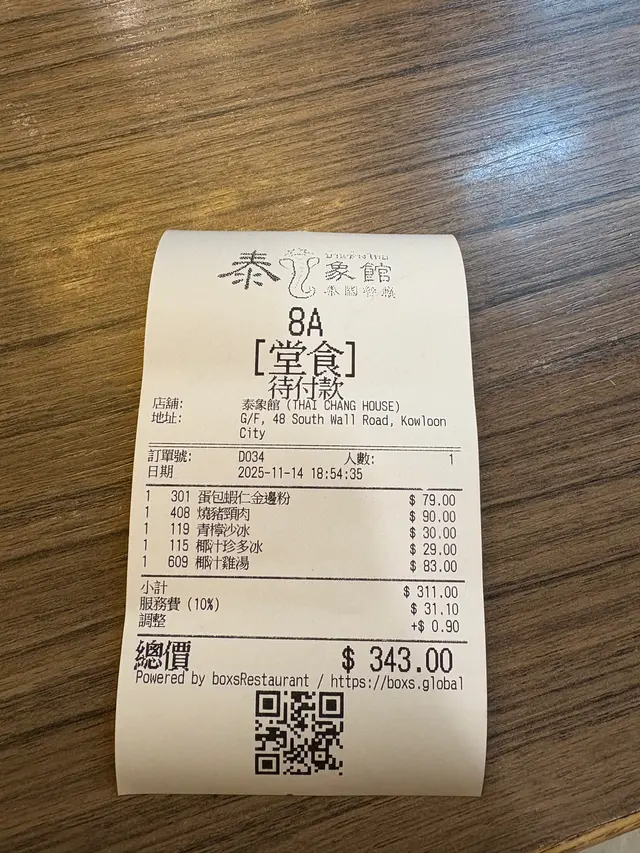 泰象館
泰國餐廳
8A
[堂食]
待付款
店舖: 泰象館 (THAI CHANG HOUSE)
地址: G/F, 48 South Wall Road, Kowloon
City
訂單號: D034 人數: 1
日期 2025-11-14 18:54:35
1 301 蛋包蝦仁金邊粉 $ 79.00
1 408 燒豬頸肉 $ 90.00
1 119 青檸沙冰 $ 30.00
1 115 椰汁珍多冰 $ 29.00
1 609 椰汁雞湯 $ 83.00
小計 $ 311.00
服務費 (10%) $ 31.10
調整 +$ 0.90
總價 $ 343.00
Powered by boxsRestaurant / https://boxs.global